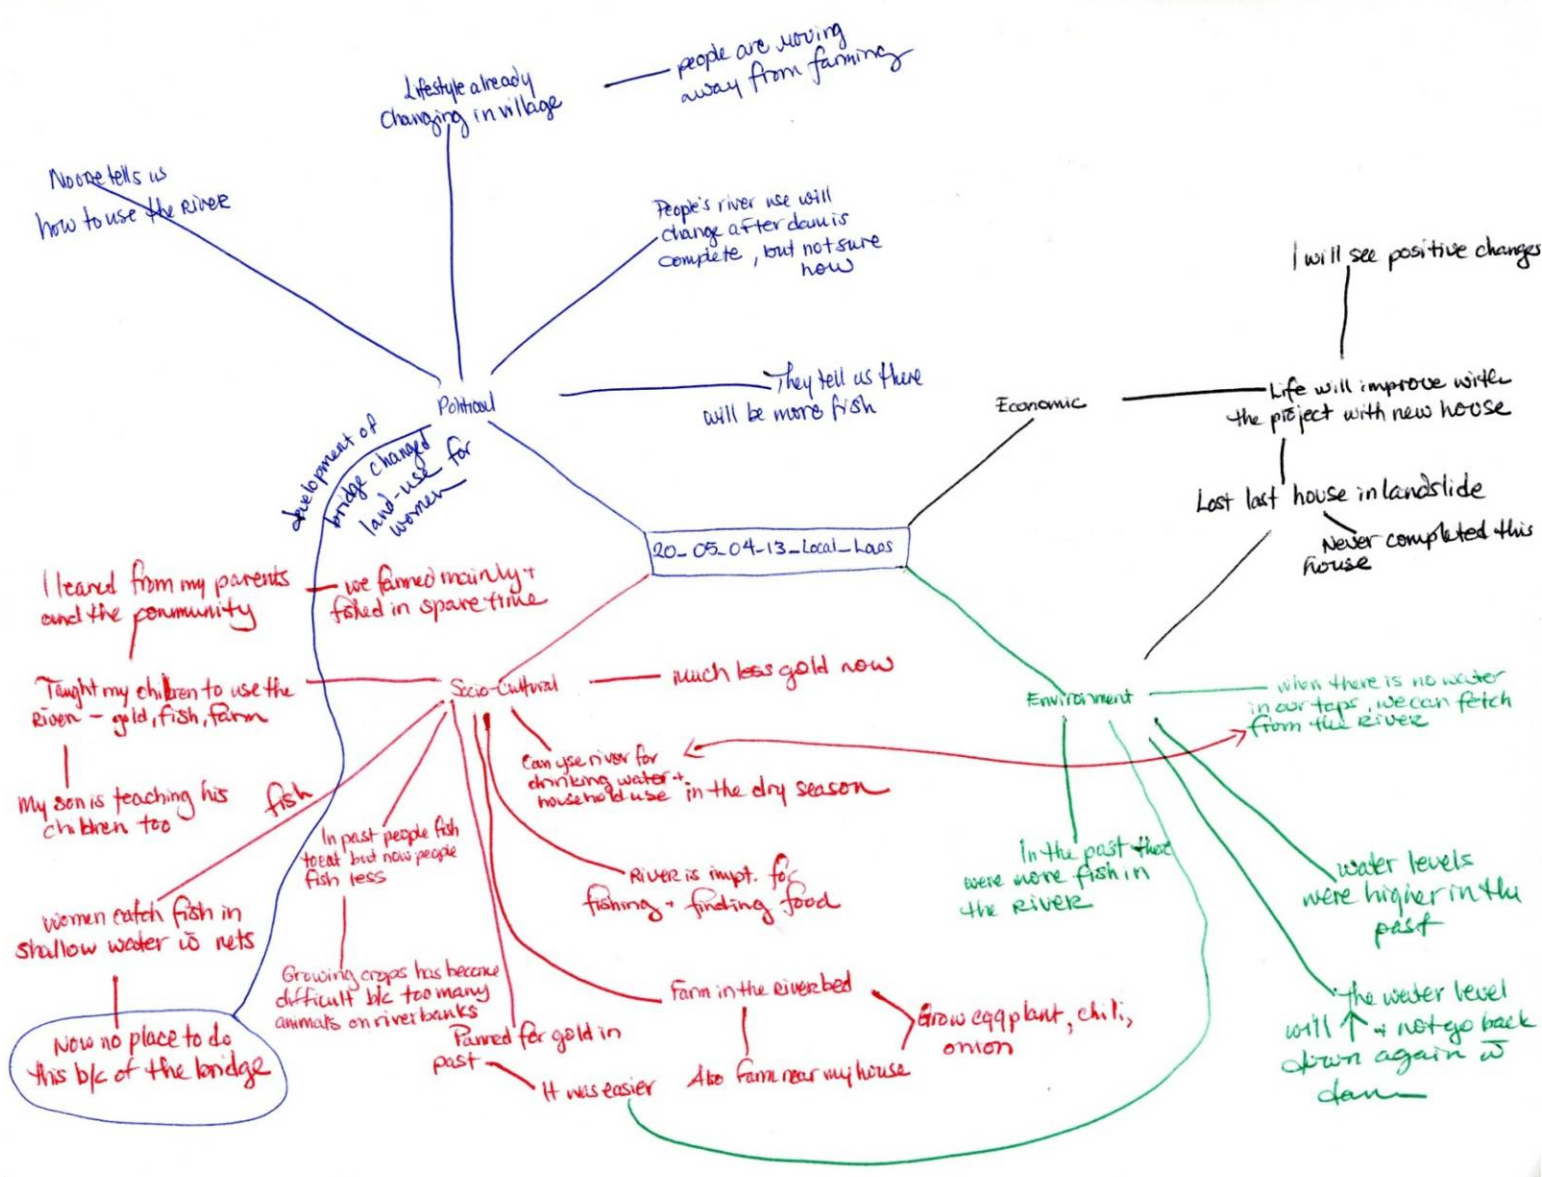 Lifestyle already
changing in village
people are moving
away from farming
No one tells us
how to use the River
People's river use will
change after dam is
complete, but not sure
how
They tell us there
will be more fish
Political
development of
bridge changed
land-use for
women
I will see positive changes
Economic
Life will improve with
the project with new house
Lost last house in landslide
Never completed this
house
20_05_04-13_Local_Laos
I leared from my parents
and the community
we farmed mainly +
fished in spare time
Taught my children to use the
River - gold, fish, farm
My son is teaching his
children too
Socio-Cultural
Much less gold now
Can use river for
drinking water +
household use in the dry season
fish
In past people fish
to eat but now people
fish less
Growing crops has become
difficult b/c too many
animals on riverbanks
women catch fish in
shallow water w̄ nets
Now no place to do
this b/c of the bridge
River is impt. for
fishing + finding food
Farm in the riverbed
Also farm near my house
Grow eggplant, chili,
onion
Panned for gold in
past
It was easier
Environment
when there is no water
in our taps, we can fetch
from the River
In the past there
were more fish in
the River
water levels
were higher in the
past
the water level
will ↑ + not go back
down again w̄
dam